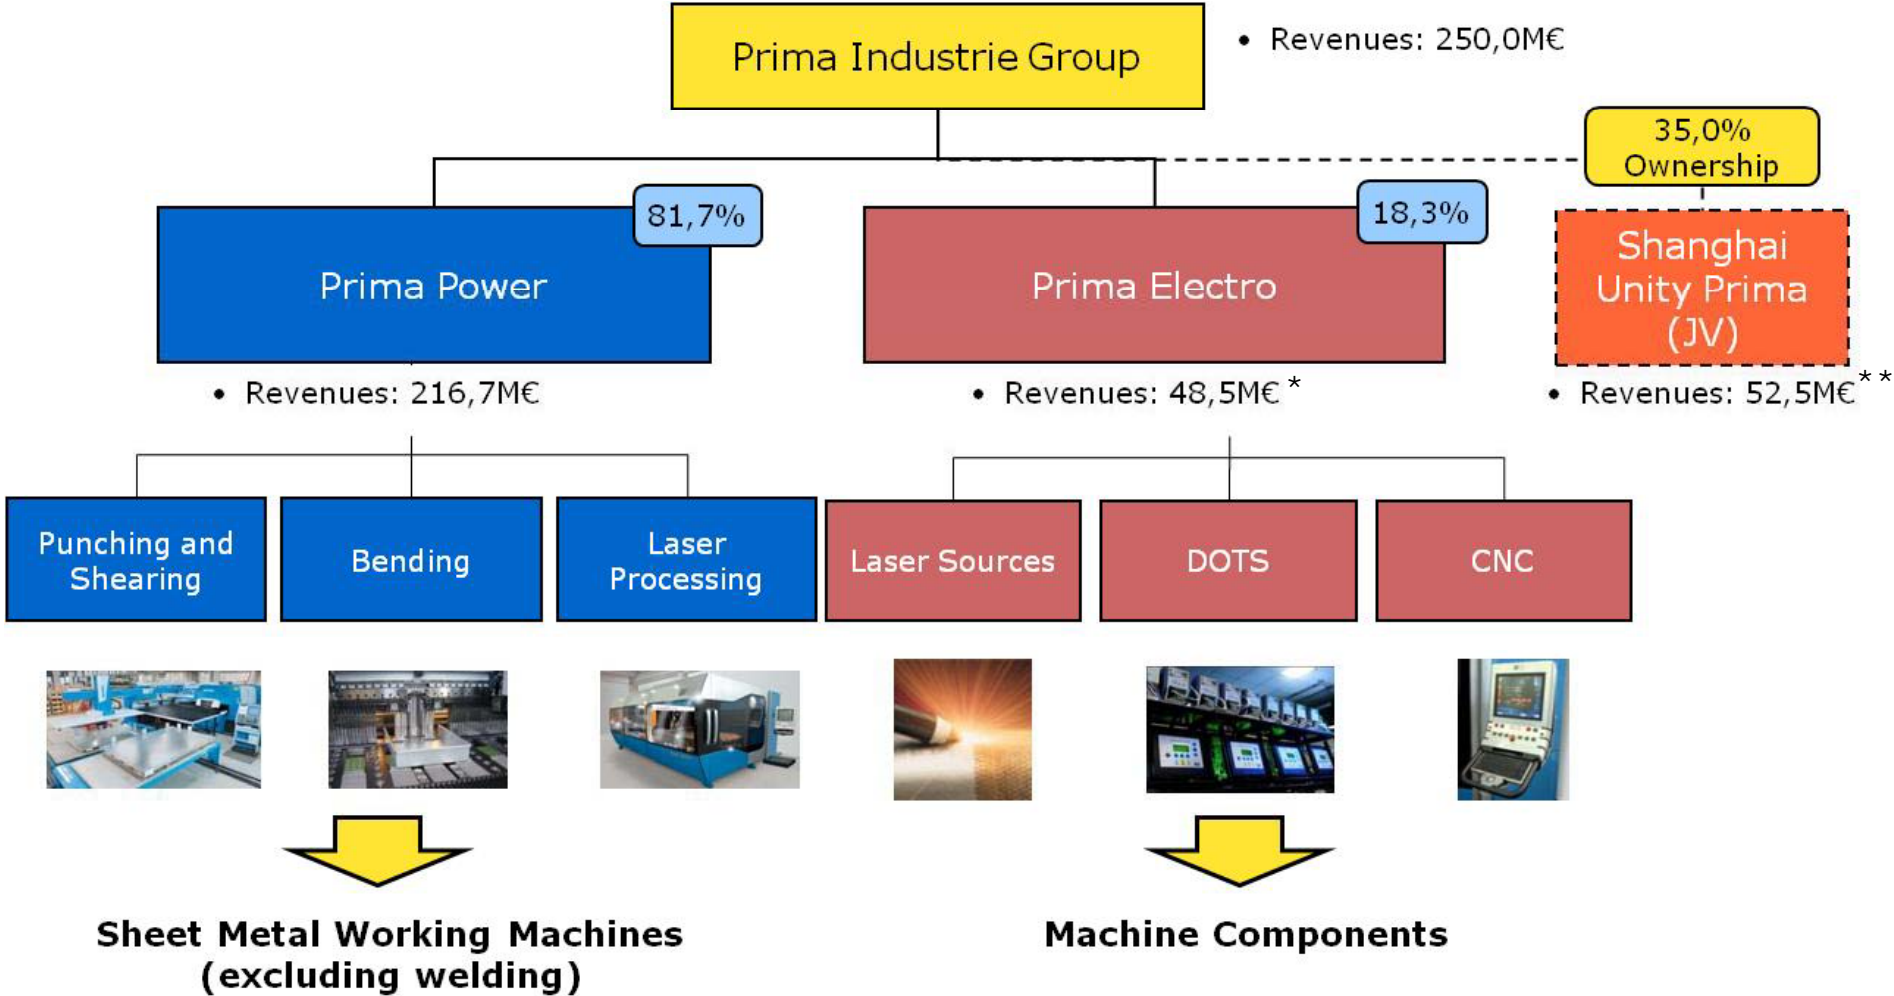 Prima Industrie Group
• Revenues: 250,0M€
35,0%
Ownership
81,7%
Prima Power
18,3%
Prima Electro
Shanghai
Unity Prima
(JV)
• Revenues: 216,7M€
• Revenues: 48,5M€*
• Revenues: 52,5M€**
Punching and
Shearing
Bending
Laser
Processing
Laser Sources
DOTS
CNC
Sheet Metal Working Machines
(excluding welding)
Machine Components